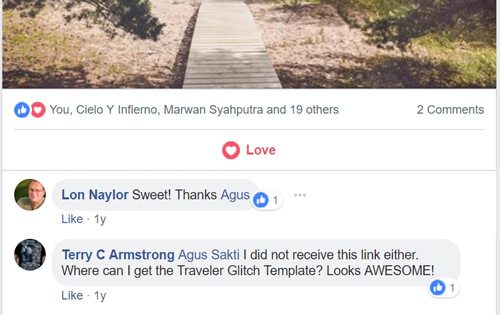 You, Cielo Y Infierno, Marwan Syahputra and 19 others 2 Comments
Love
Lon Naylor Sweet! Thanks Agus
1
Like · 1y
Terry C Armstrong Agus Sakti I did not receive this link either.
Where can I get the Traveler Glitch Template? Looks AWESOME!
1
Like · 1y